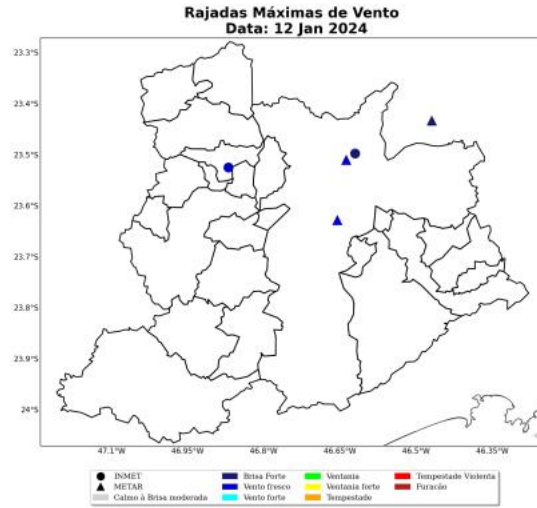 Rajadas Máximas de Vento
Data: 12 Jan 2024
23.3°S
23.4°S
23.5°S
23.6°S
23.7°S
23.8°S
23.9°S
24°S
47.1°W 46.95°W 46.8°W 46.65°W 46.5°W 46.35°W
INMET Brisa Forte Ventania Tempestade Violenta
METAR Vento fresco Ventania forte Furacão
Calmo à Brisa moderada Vento forte Tempestade